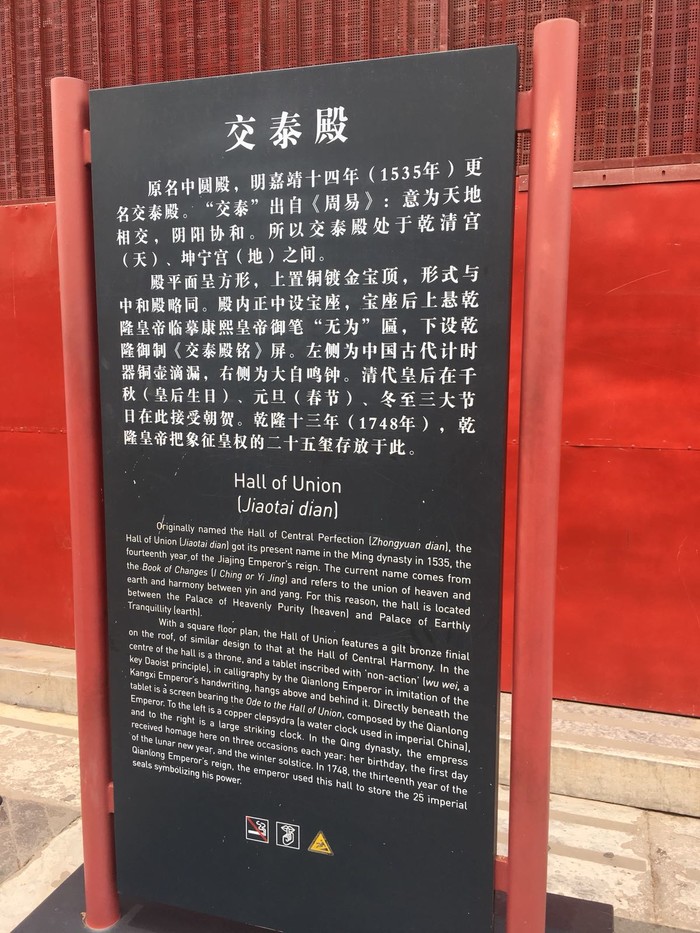 交泰殿
原名中圆殿，明嘉靖十四年（1535年）更
名交泰殿。“交泰”出自《周易》：意为天地
相交，阴阳协和。所以交泰殿处于乾清宫
（天）、坤宁宫（地）之间。
殿平面呈方形，上置铜镀金宝顶，形式与
中和殿略同。殿内正中设宝座，宝座后上悬乾
隆皇帝临摹康熙皇帝御笔“无为”匾，下设乾
隆御制《交泰殿铭》屏。左侧为中国古代计时
器铜壶滴漏，右侧为大自鸣钟。清代皇后在千
秋（皇后生日）、元旦（春节）、冬至三大节
日在此接受朝贺。乾隆十三年（1748年），乾
隆皇帝把象征皇权的二十五玺存放于此。
Hall of Union
(Jiaotai dian)
Originally named the Hall of Central Perfection (Zhongyuan dian), the
Hall of Union (Jiaotai dian) got its present name in the Ming dynasty in 1535, the
fourteenth year of the Jiajing Emperor's reign. The current name comes from
the Book of Changes (I Ching or Yi Jing) and refers to the union of heaven and
earth and harmony between yin and yang. For this reason, the hall is located
between the Palace of Heavenly Purity (heaven) and Palace of Earthly
Tranquillity (earth).
With a square floor plan, the Hall of Union features a gilt bronze finial
on the roof, of similar design to that at the Hall of Central Harmony. In the
centre of the hall is a throne, and a tablet inscribed with 'non-action' (wu wei, a
key Daoist principle), in calligraphy by the Qianlong Emperor in imitation of the
Kangxi Emperor's handwriting, hangs above and behind it. Directly beneath the
tablet is a screen bearing the Ode to the Hall of Union, composed by the Qianlong
Emperor. To the left is a copper clepsydra (a water clock used in imperial China),
and to the right is a large striking clock. In the Qing dynasty, the empress
received homage here on three occasions each year: her birthday, the first day
of the lunar new year, and the winter solstice. In 1748, the thirteenth year of the
Qianlong Emperor's reign, the emperor used this hall to store the 25 imperial
seals symbolizing his power.